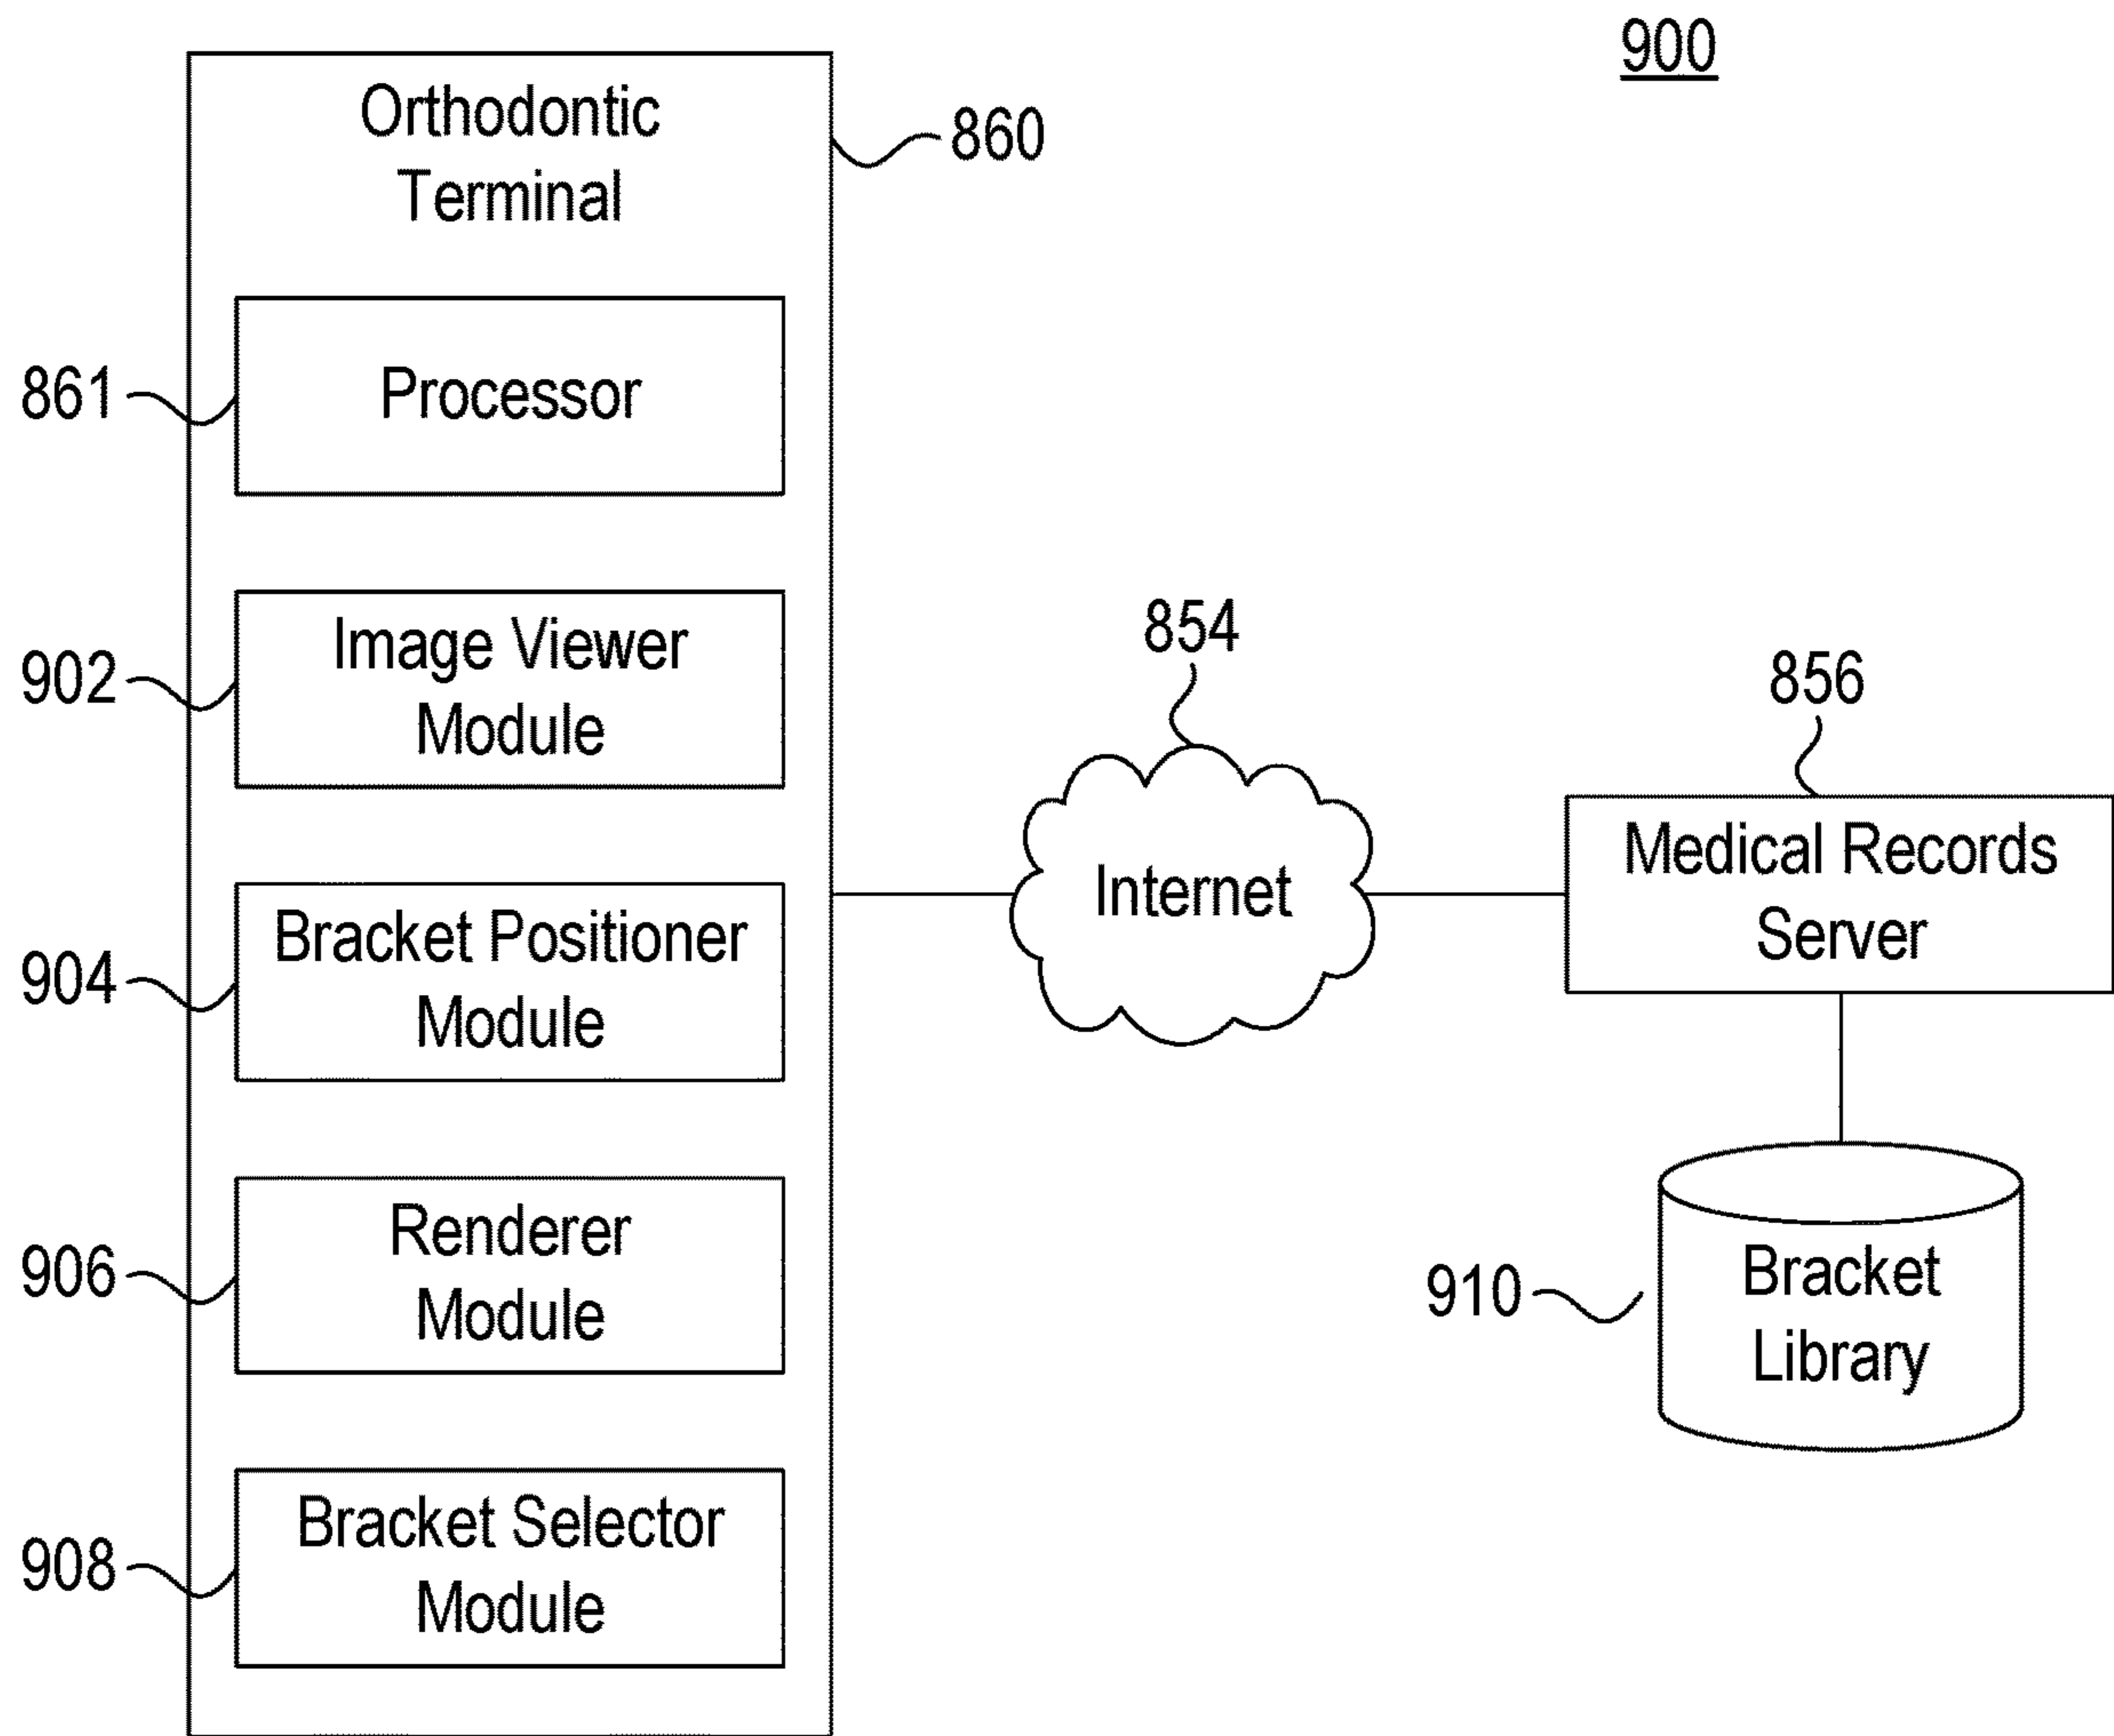 900
Orthodontic
Terminal
860
861
Processor
902
Image Viewer
Module
904
Bracket Positioner
Module
906
Renderer
Module
908
Bracket Selector
Module
854
Internet
856
Medical Records
Server
910
Bracket
Library